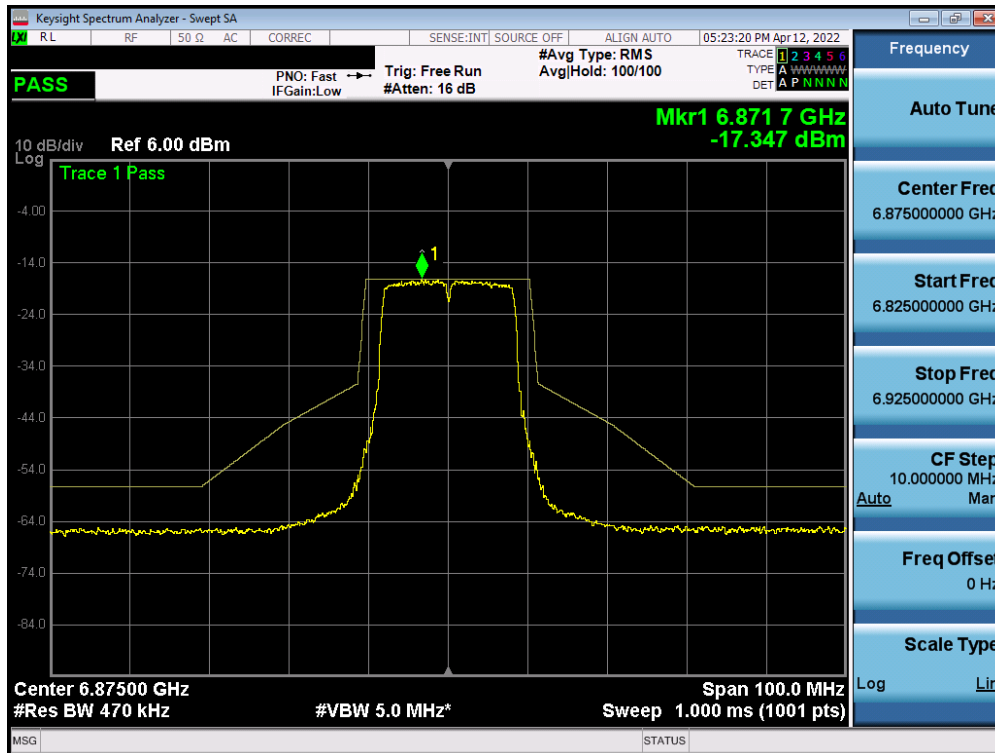 Keysight Spectrum Analyzer - Swept SA
LXI RL RF 50 Ω AC CORREC SENSE:INT SOURCE OFF ALIGN AUTO 05:23:20 PM Apr 12, 2022
PASS
PNO: Fast
IFGain:Low
Trig: Free Run
#Atten: 16 dB
#Avg Type: RMS
Avg|Hold: 100/100
TRACE 1 2 3 4 5 6
TYPE A WWWWW
DET A P N N N N
Mkr1 6.871 7 GHz
-17.347 dBm
10 dB/div Ref 6.00 dBm
Log
Trace 1 Pass
1
-4.00
-14.0
-24.0
-34.0
-44.0
-54.0
-64.0
-74.0
-84.0
Center 6.87500 GHz Span 100.0 MHz
#Res BW 470 kHz #VBW 5.0 MHz* Sweep 1.000 ms (1001 pts)
MSG STATUS
Frequency
Auto Tune
Center Freq
6.875000000 GHz
Start Freq
6.825000000 GHz
Stop Freq
6.925000000 GHz
CF Step
10.000000 MHz
Auto Man
Freq Offset
0 Hz
Scale Type
Log Lin